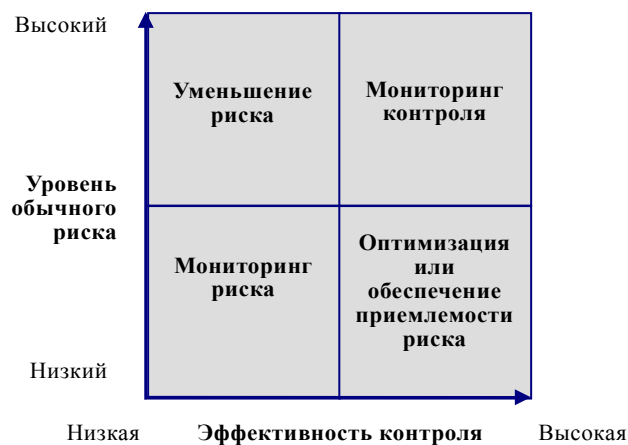 Высокий
Уменьшение
риска
Мониторинг
контроля
Уровень
обычного
риска
Мониторинг
риска
Оптимизация
или
обеспечение
приемлемости
риска
Низкий
Низкая
Эффективность контроля
Высокая